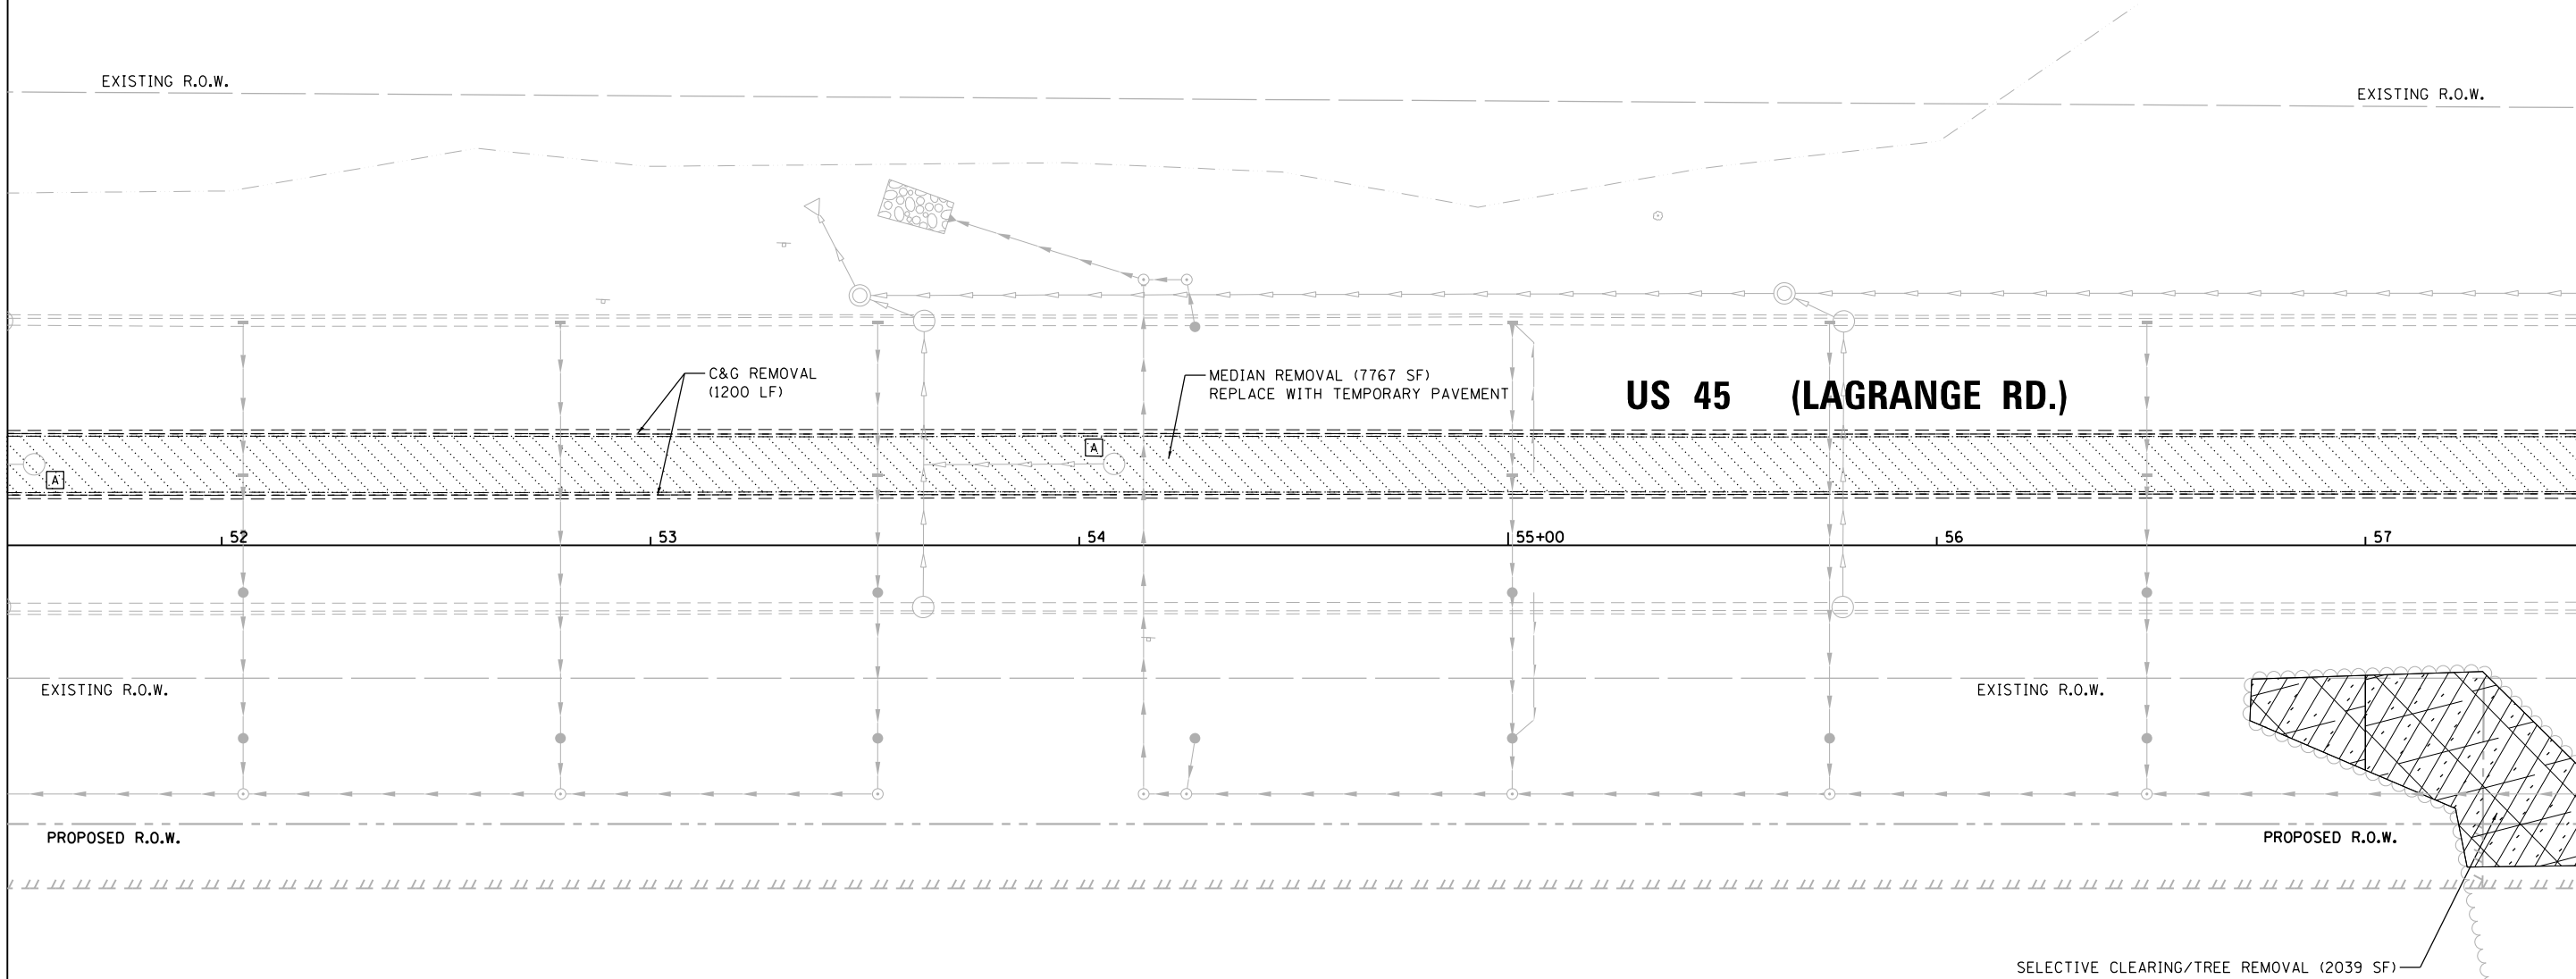 EXISTING R.O.W.
EXISTING R.O.W.
C&G REMOVAL
(1200 LF)
MEDIAN REMOVAL (7767 SF)
REPLACE WITH TEMPORARY PAVEMENT
US 45 (LAGRANGE RD.)
A
A
52
53
54
55+00
56
57
EXISTING R.O.W.
EXISTING R.O.W.
PROPOSED R.O.W.
PROPOSED R.O.W.
SELECTIVE CLEARING/TREE REMOVAL (2039 SF)